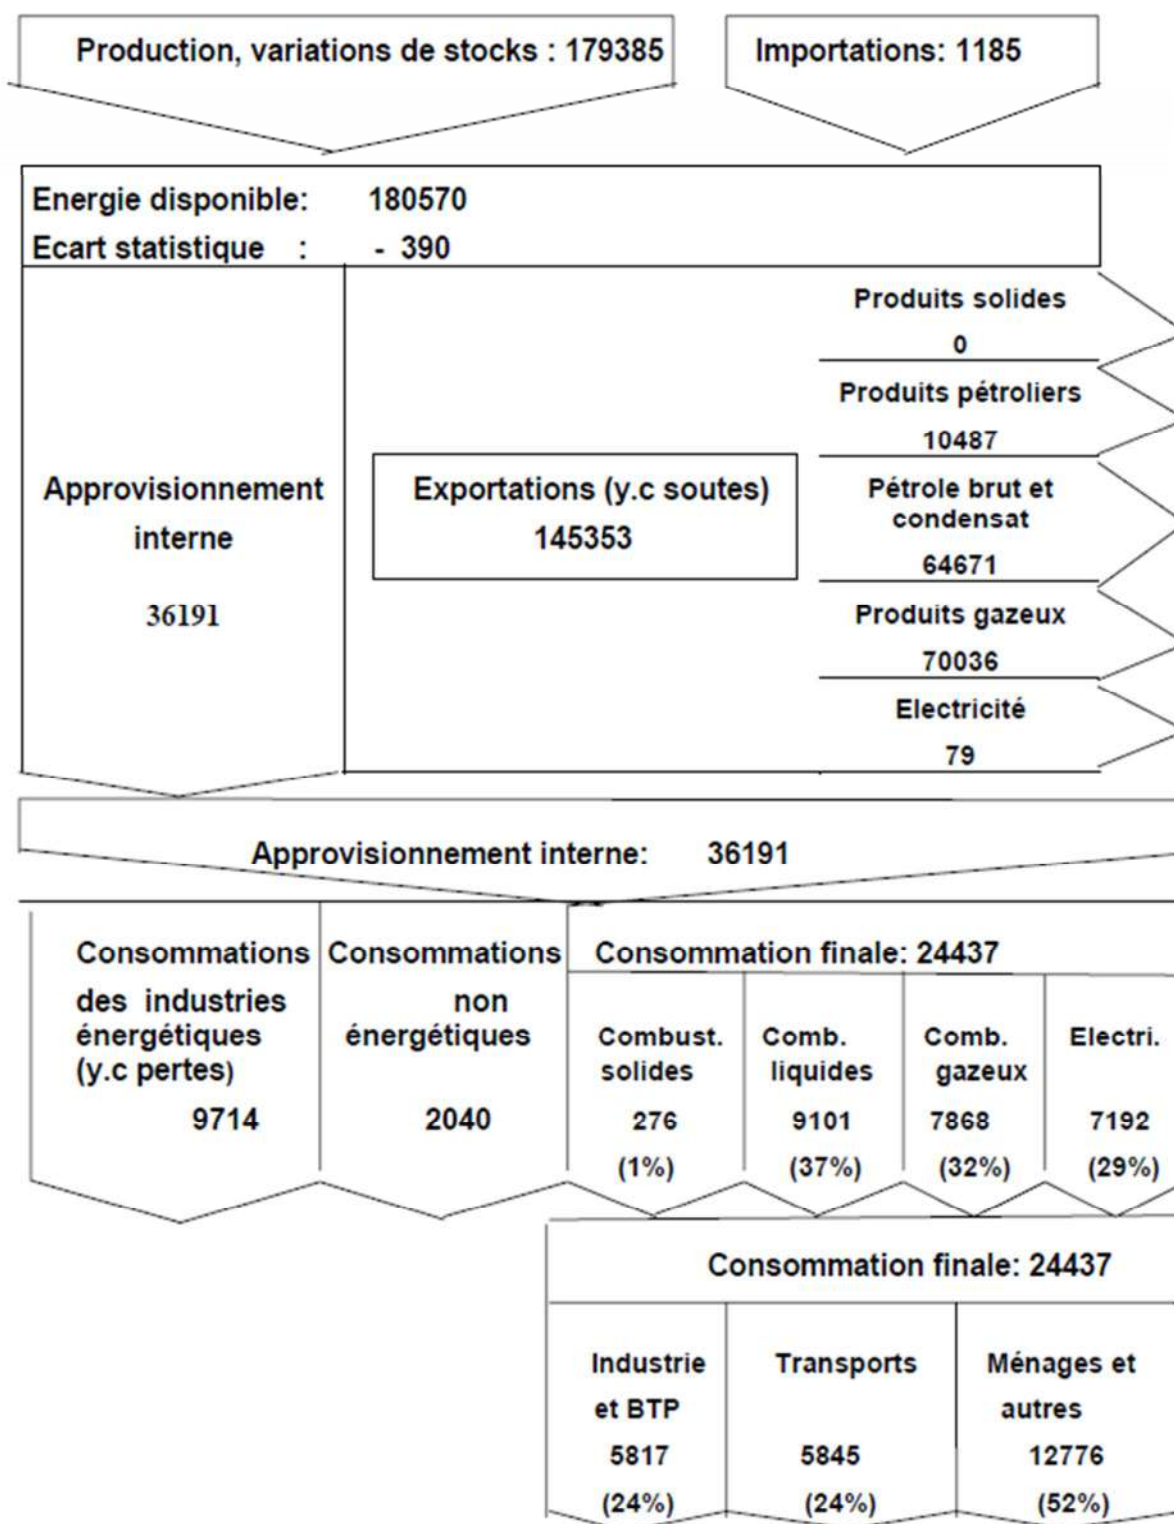 Production, variations de stocks : 179385
Importations: 1185
Energie disponible: 180570
Ecart statistique : - 390
Approvisionnement
interne
36191
Exportations (y.c soutes)
145353
Produits solides
0
Produits pétroliers
10487
Pétrole brut et
condensat
64671
Produits gazeux
70036
Electricité
79
Approvisionnement interne: 36191
Consommations
des industries
énergétiques
(y.c pertes)
9714
Consommations
non
énergétiques
2040
Consommation finale: 24437
Combust.
solides
276
(1%)
Comb.
liquides
9101
(37%)
Comb.
gazeux
7868
(32%)
Electri.
7192
(29%)
Consommation finale: 24437
Industrie
et BTP
5817
(24%)
Transports
5845
(24%)
Ménages et
autres
12776
(52%)